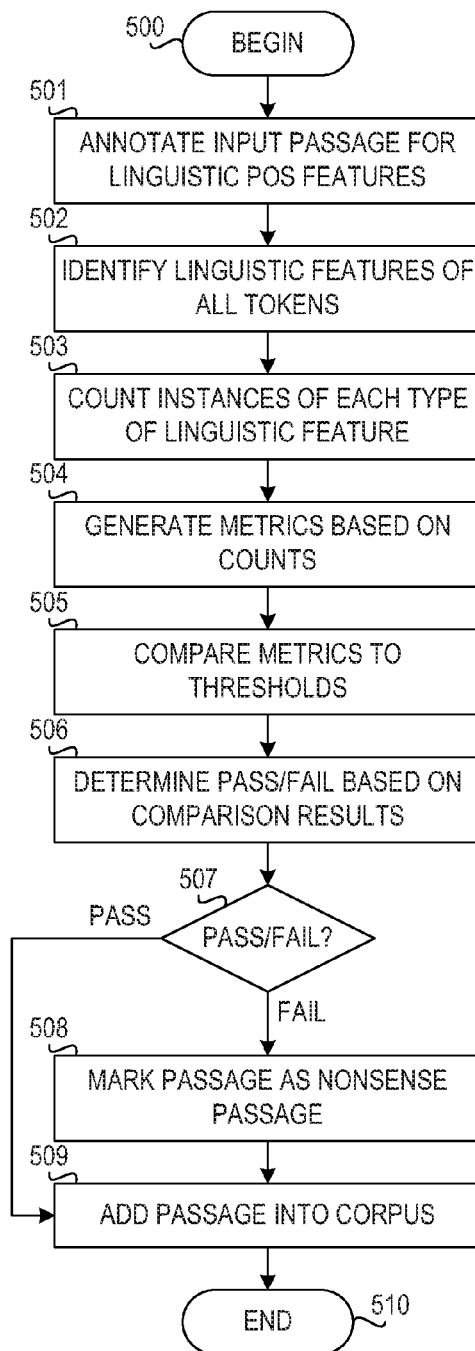 500
BEGIN
501
ANNOTATE INPUT PASSAGE FOR
LINGUISTIC POS FEATURES
502
IDENTIFY LINGUISTIC FEATURES OF
ALL TOKENS
503
COUNT INSTANCES OF EACH TYPE
OF LINGUISTIC FEATURE
504
GENERATE METRICS BASED ON
COUNTS
505
COMPARE METRICS TO
THRESHOLDS
506
DETERMINE PASS/FAIL BASED ON
COMPARISON RESULTS
507
PASS
PASS/FAIL?
FAIL
508
MARK PASSAGE AS NONSENSE
PASSAGE
509
ADD PASSAGE INTO CORPUS
END
510